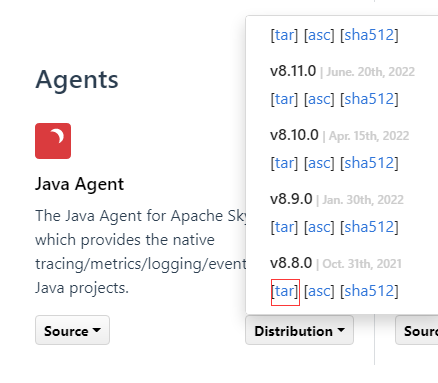 Agents
Java Agent
The Java Agent for Apache
which provides the native
tracing/metrics/logging/event
Java projects.
Source
[tar] [asc] [sha512]
v8.11.0 | June. 20th, 2022
[tar] [asc] [sha512]
v8.10.0 | Apr. 15th, 2022
[tar] [asc] [sha512]
v8.9.0 | Jan. 30th, 2022
[tar] [asc] [sha512]
v8.8.0 | Oct. 31th, 2021
[tar] [asc] [sha512]
Distribution